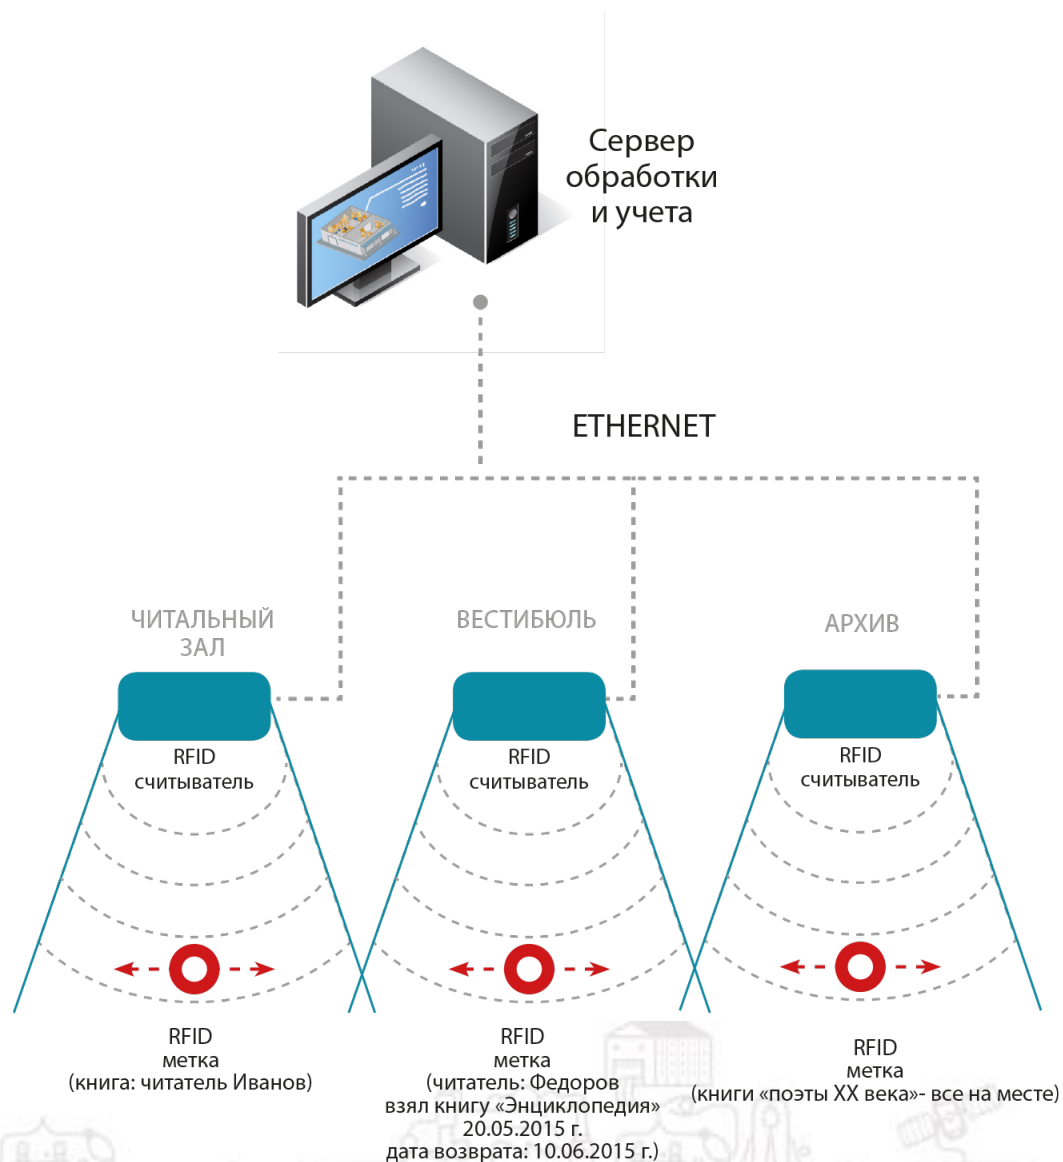 Сервер
обработки
и учета
ETHERNET
ЧИТАЛЬНЫЙ
ЗАЛ
RFID
считыватель
RFID
метка
(книга: читатель Иванов)
ВЕСТИБЮЛЬ
RFID
считыватель
RFID
метка
(читатель: Федоров
взял книгу «Энциклопедия»
20.05.2015 г.
дата возврата: 10.06.2015 г.)
АРХИВ
RFID
считыватель
RFID
метка
(книги «поэты XX века»- все на месте)